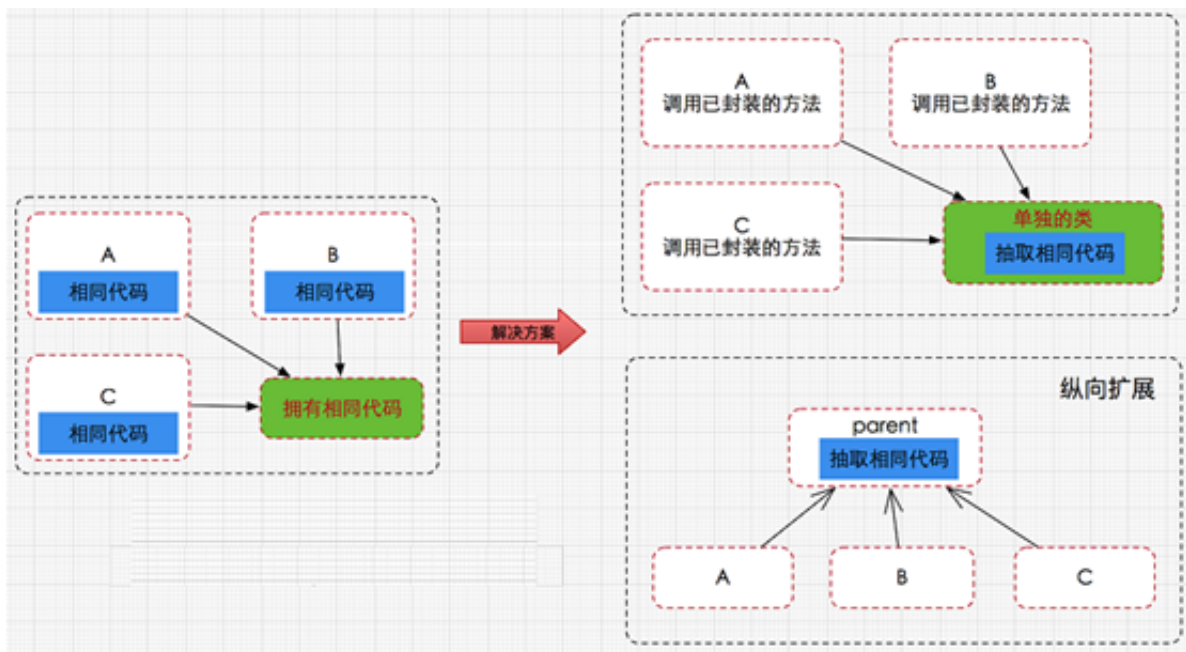 A
相同代码
B
相同代码
C
相同代码
拥有相同代码
解决方案
A
调用已封装的方法
B
调用已封装的方法
C
调用已封装的方法
单独的类
抽取相同代码
纵向扩展
parent
抽取相同代码
A
B
C